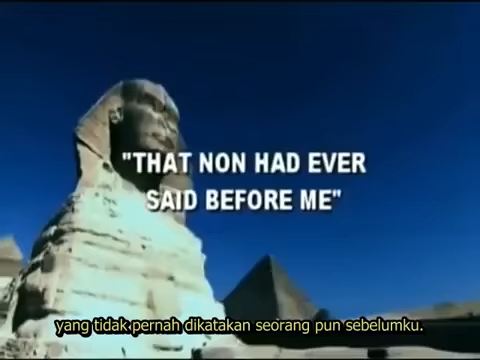 "THAT NON HAD EVER
SAID BEFORE ME"
yang tidak pernah dikatakan seorang pun sebelumku.